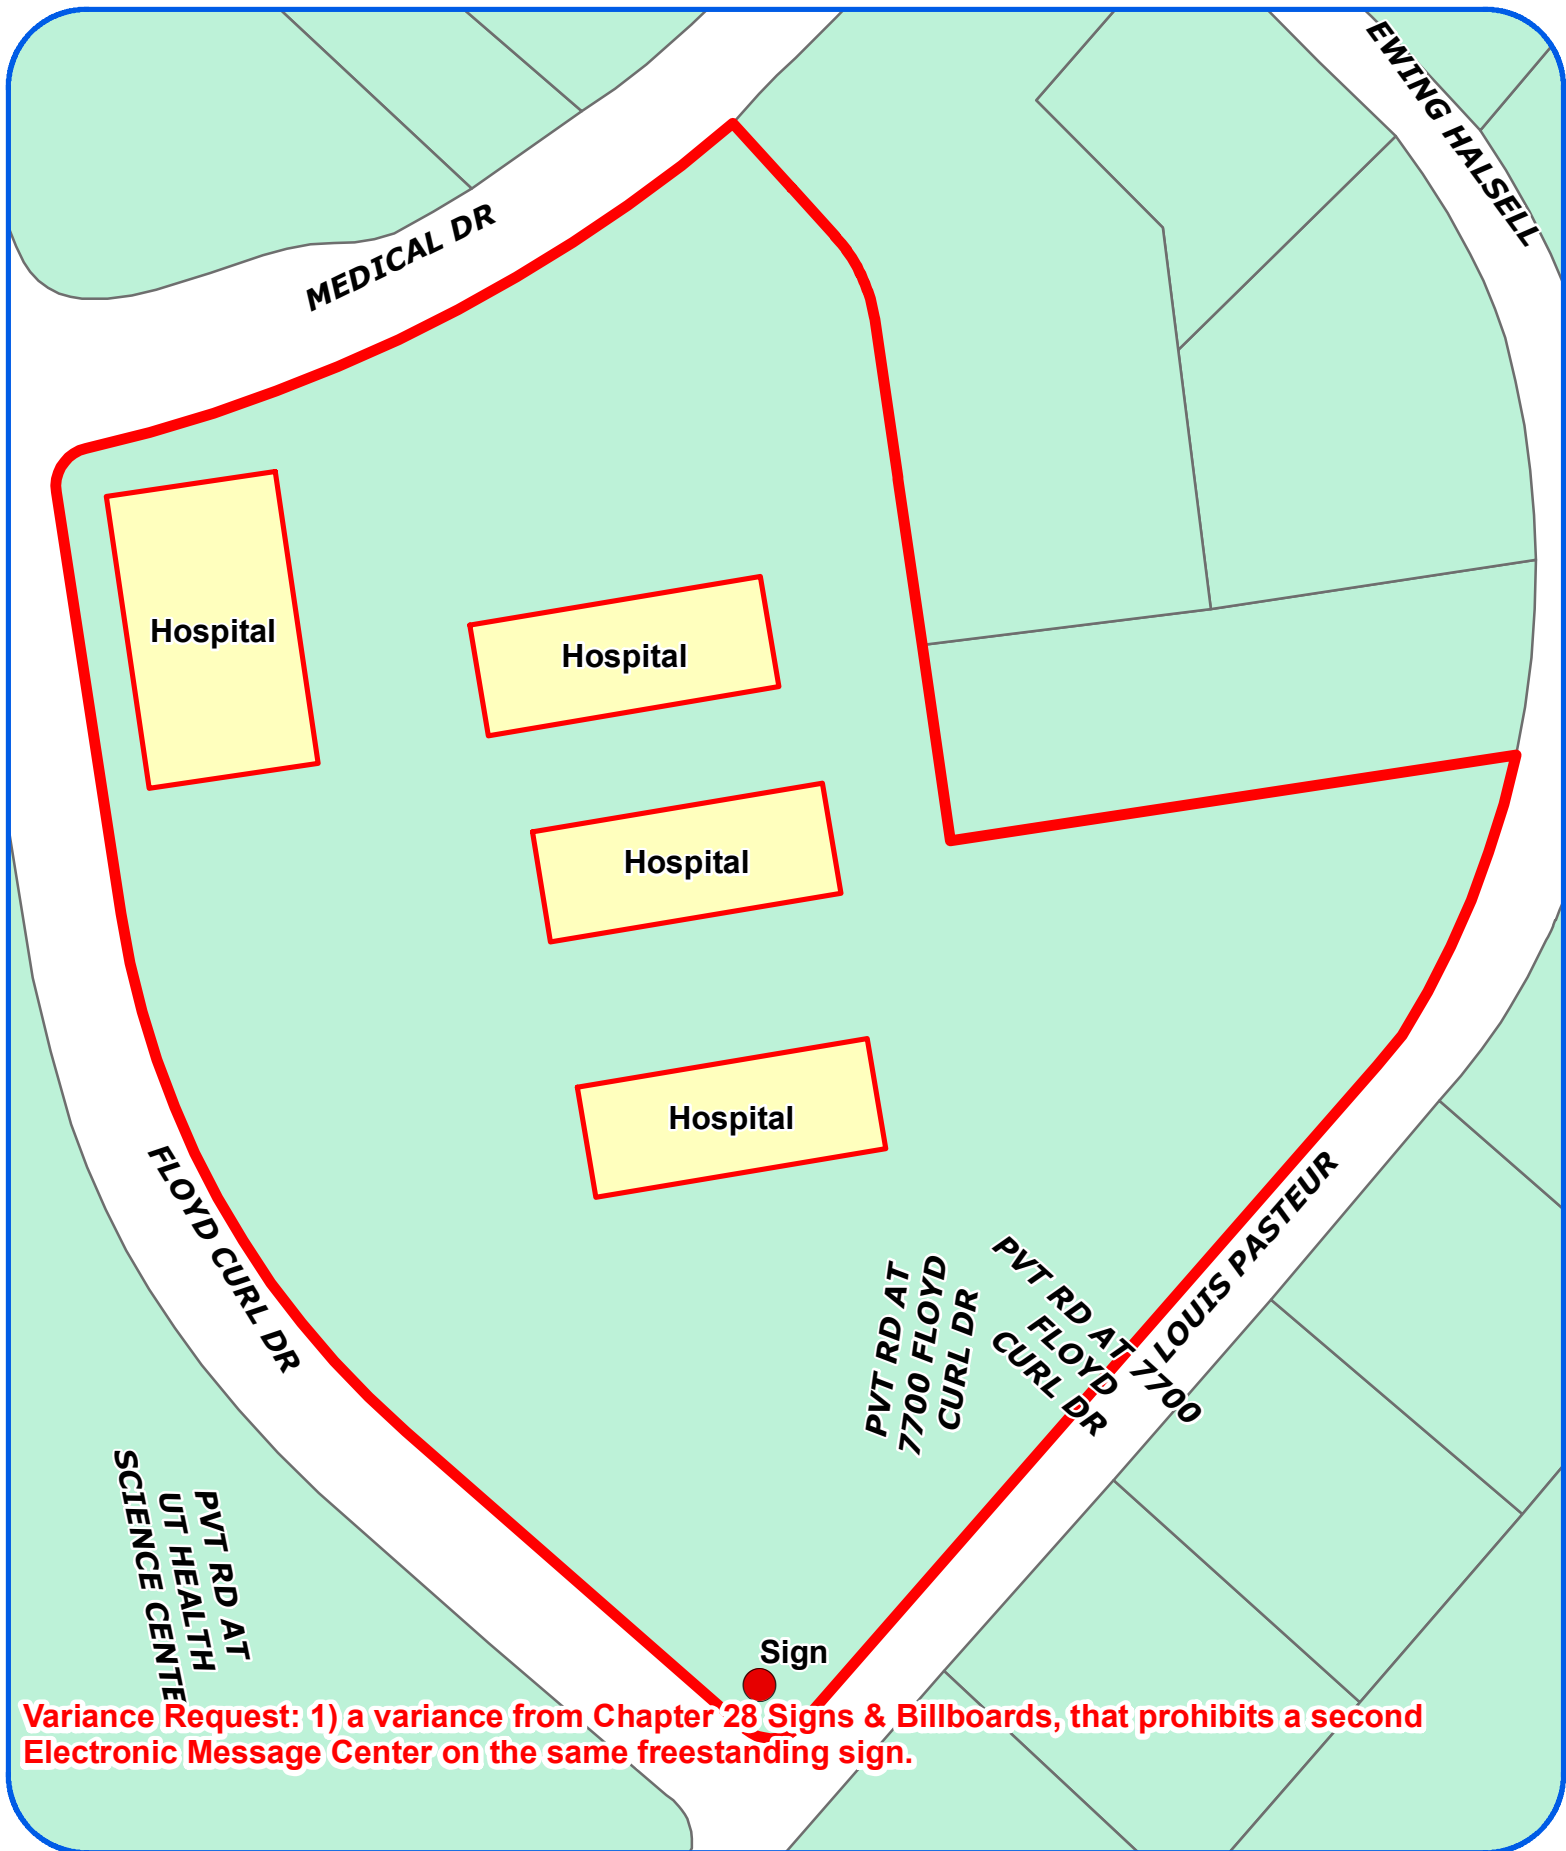 EWING HALSELL
MEDICAL DR
Hospital
Hospital
Hospital
Hospital
FLOYD CURL DR
LOUIS PASTEUR
PVT RD AT
7700 FLOYD
CURL DR
PVT RD AT 7700
FLOYD
CURL DR
PVT RD AT
UT HEALTH
SCIENCE CENTE
Sign
Variance Request: 1) a variance from Chapter 28 Signs & Billboards, that prohibits a second
Electronic Message Center on the same freestanding sign.